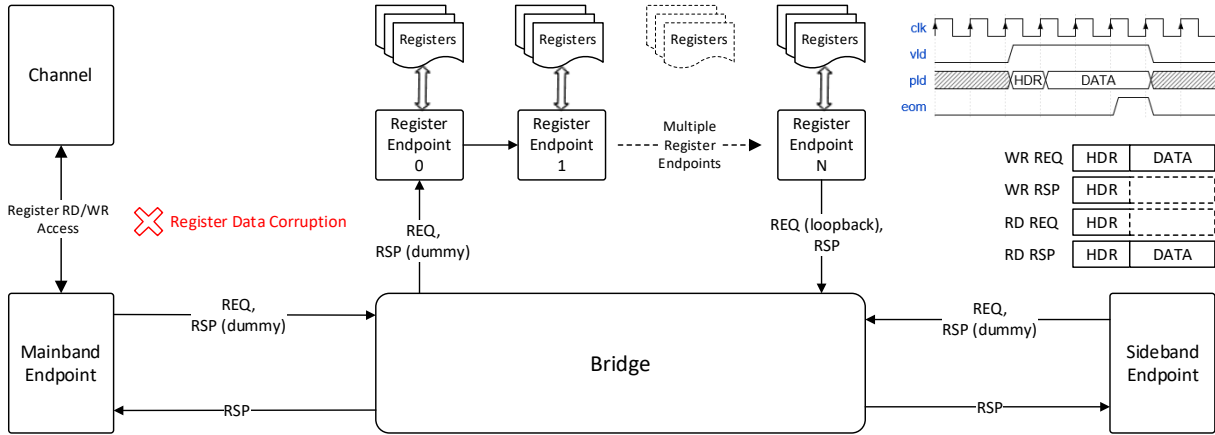 Registers
Registers
Registers
Registers
clk
vld
pld
HDR
DATA
eom
Channel
Register
Endpoint
0
Register
Endpoint
1
Multiple
Register
Endpoints
Register
Endpoint
N
WR REQ
HDR
DATA
WR RSP
HDR
RD REQ
HDR
RD RSP
HDR
DATA
Register RD/WR
Access
Register Data Corruption
REQ,
RSP (dummy)
REQ (loopback),
RSP
Mainband
Endpoint
REQ,
RSP (dummy)
RSP
Bridge
REQ,
RSP (dummy)
RSP
Sideband
Endpoint